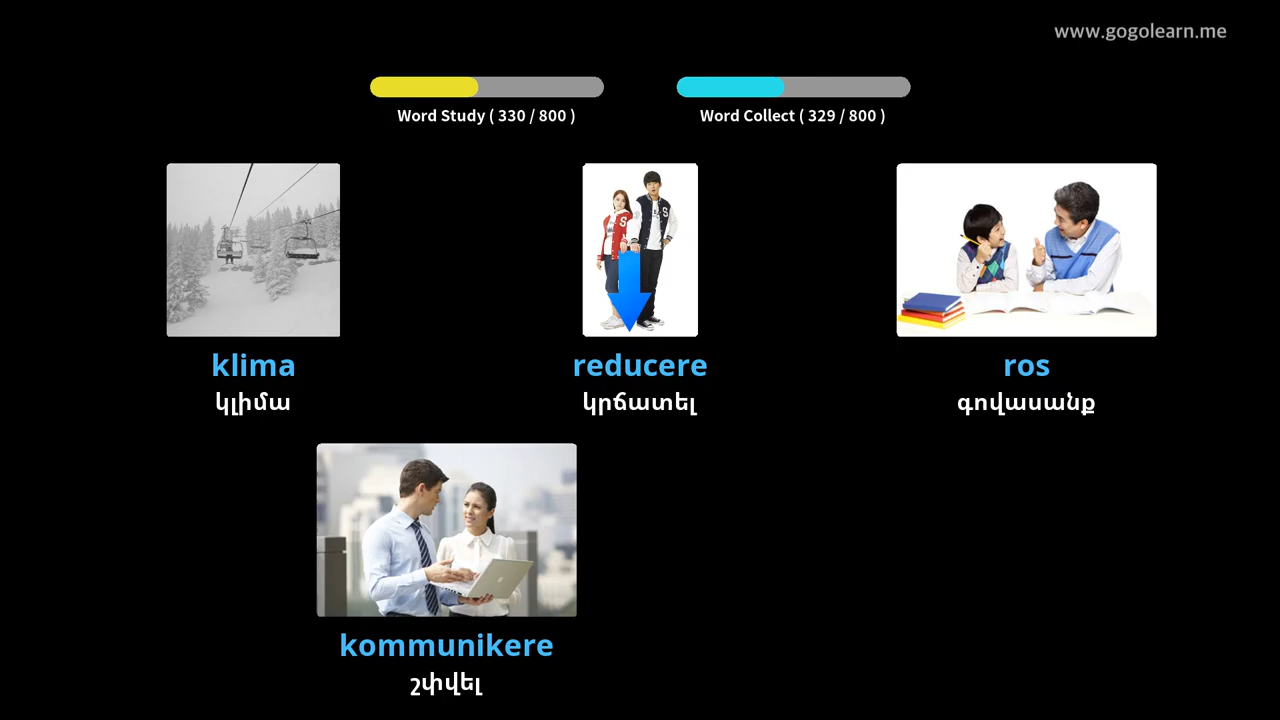 www.gogolearn.me
Word Study ( 330 / 800 )
Word Collect ( 329 / 800 )
klima
կլիմա
reducere
կրճատել
ros
գովասանք
kommunikere
շփվել